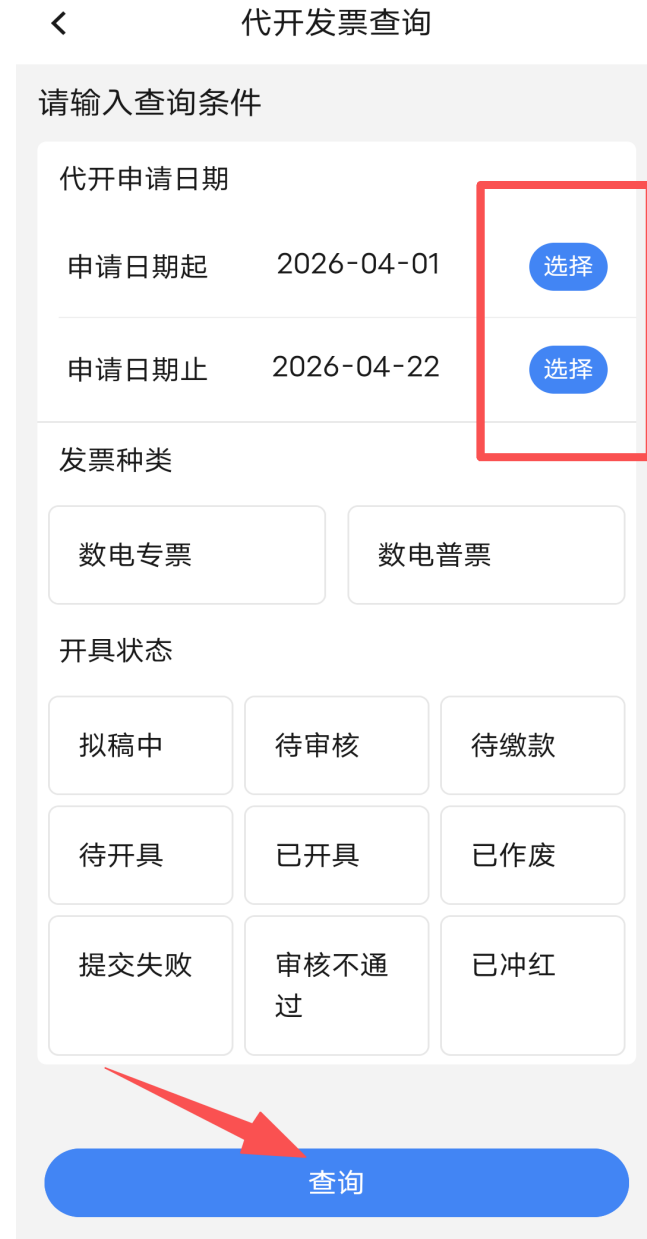 代开发票查询
请输入查询条件
代开申请日期
申请日期起 2026-04-01 选择
申请日期止 2026-04-22 选择
发票种类
数电专票 数电普票
开具状态
拟稿中 待审核 待缴款
待开具 已开具 已作废
提交失败 审核不通 已冲红
过
查询